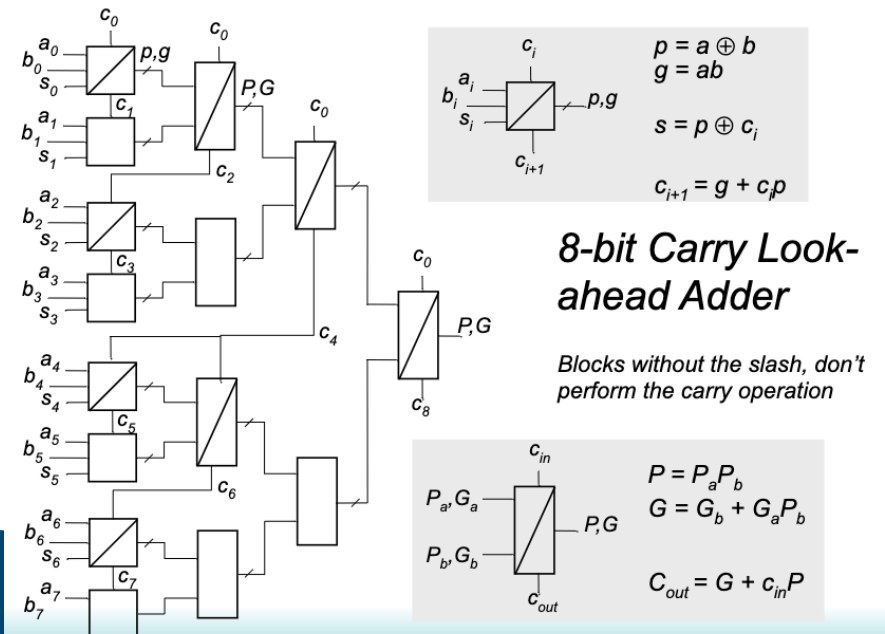 c0
a0
b0
s0
p,g
c0
c1
a1
b1
s1
P,G
c0
c2
a2
b2
s2
c3
a3
b3
s3
c0
c4
P,G
a4
b4
s4
c5
a5
b5
s5
c8
c6
a6
b6
s6
c7
a7
b7
ci
ai
bi
si
p,g
ci+1
p = a ⊕ b
g = ab
s = p ⊕ ci
ci+1 = g + cip
8-bit Carry Look-
ahead Adder
Blocks without the slash, don't
perform the carry operation
cin
Pa,Ga
P,G
Pb,Gb
cout
P = PaPb
G = Gb + GaPb
Cout = G + cinP